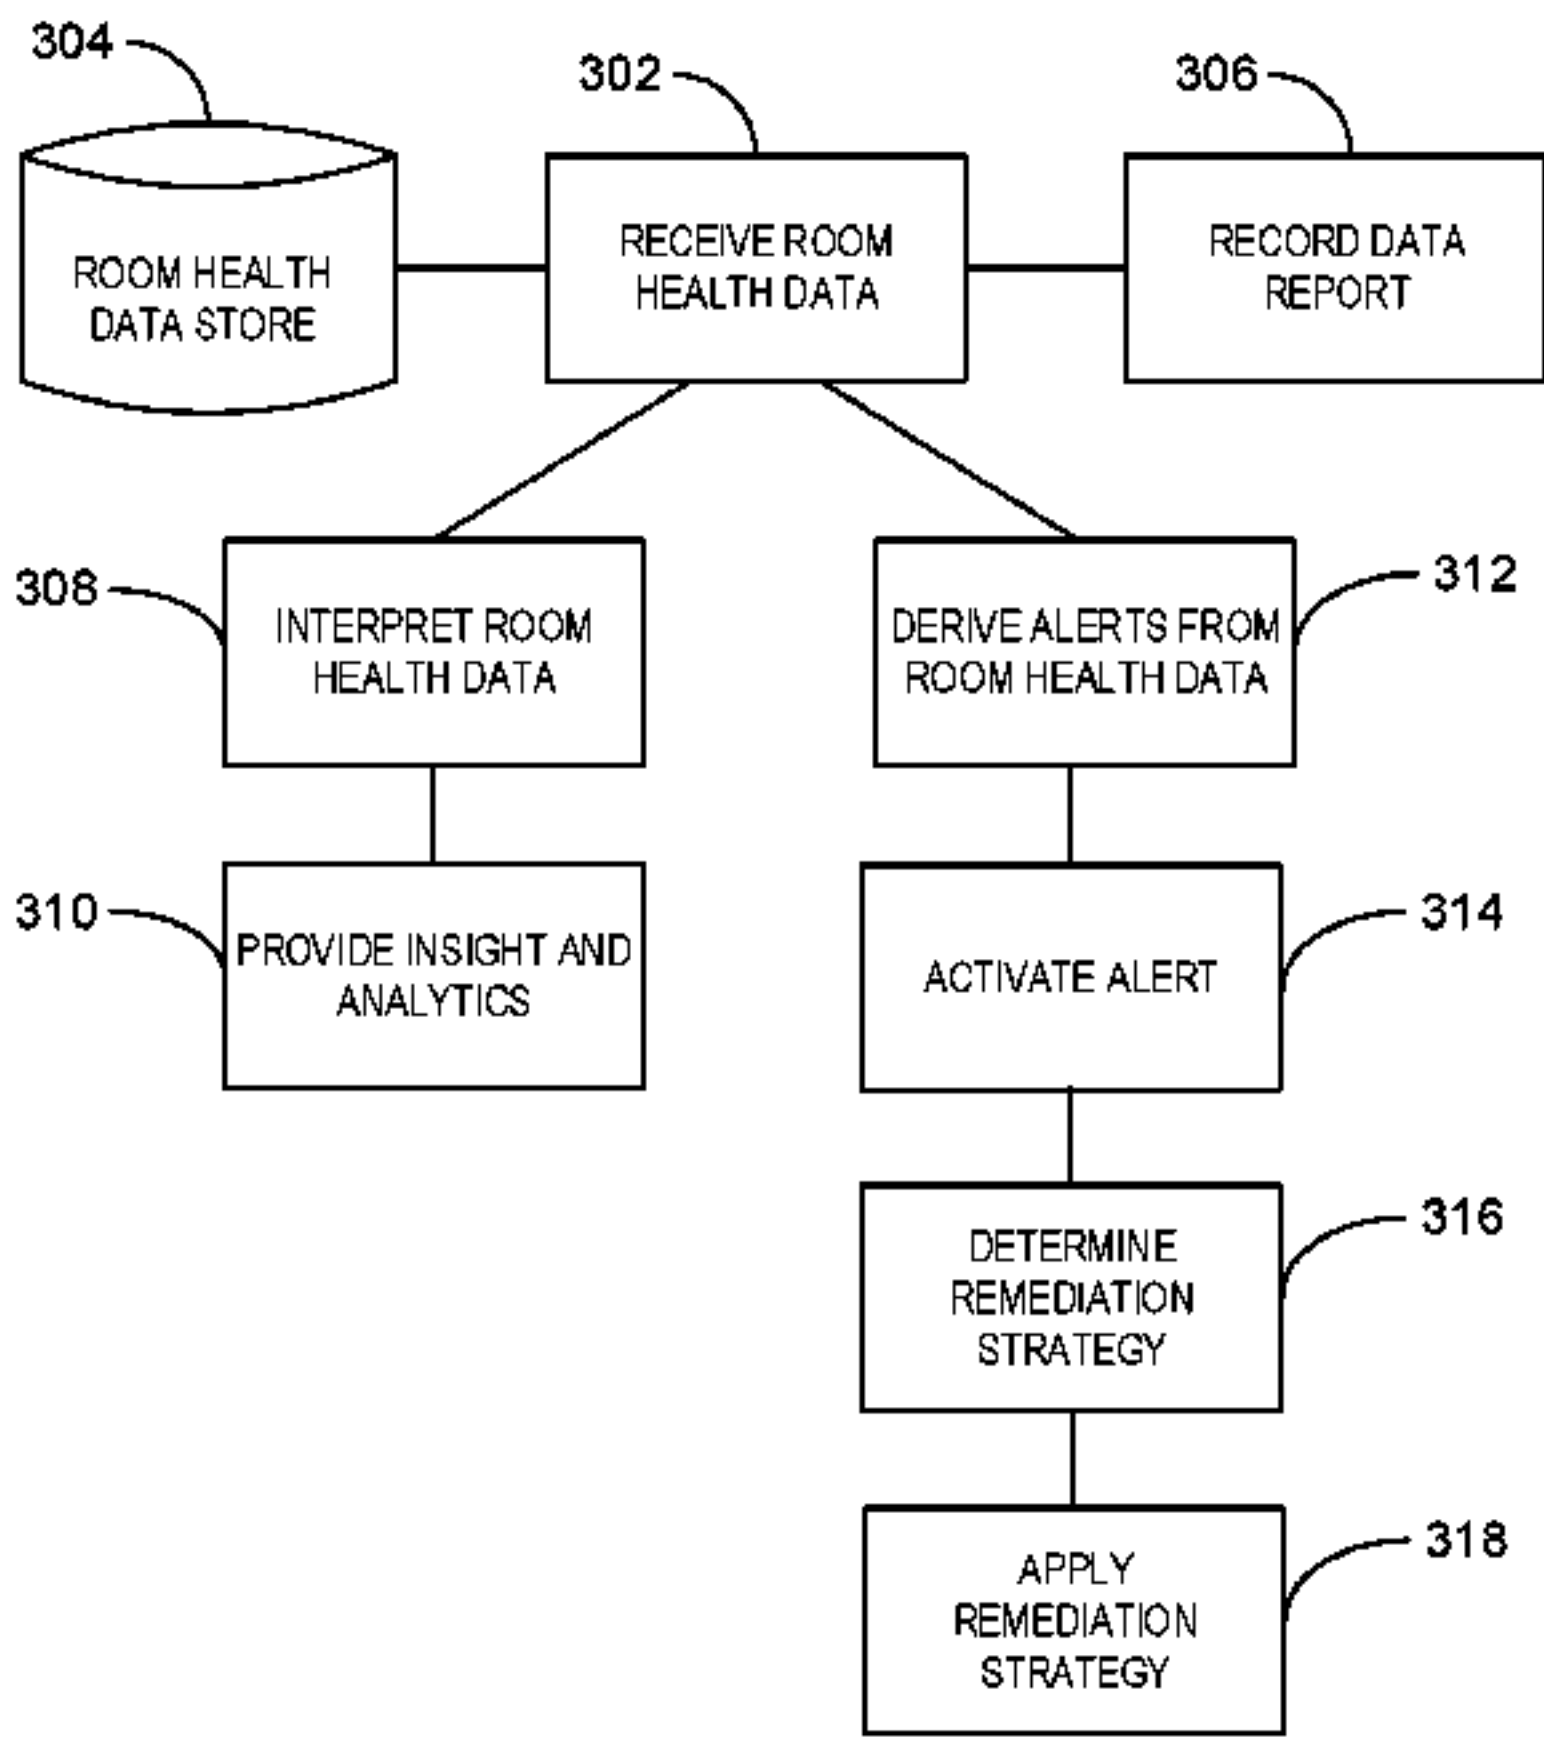 304
302
306
ROOM HEALTH
DATA STORE
RECEIVE ROOM
HEALTH DATA
RECORD DATA
REPORT
308
INTERPRET ROOM
HEALTH DATA
312
DERIVE ALERTS FROM
ROOM HEALTH DATA
310
PROVIDE INSIGHT AND
ANALYTICS
314
ACTIVATE ALERT
316
DETERMINE
REMEDIATION
STRATEGY
318
APPLY
REMEDIATION
STRATEGY